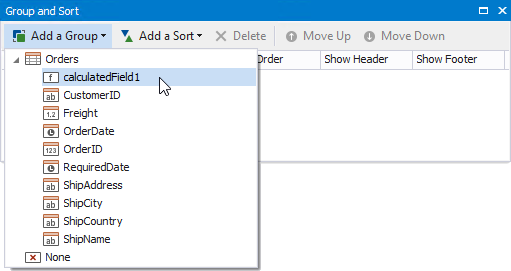 Group and Sort
Add a Group Add a Sort Delete Move Up Move Down
Order Show Header Show Footer
Orders
f calculatedField1
ab CustomerID
1,2 Freight
OrderDate
123 OrderID
RequiredDate
ab ShipAddress
ab ShipCity
ab ShipCountry
ab ShipName
None